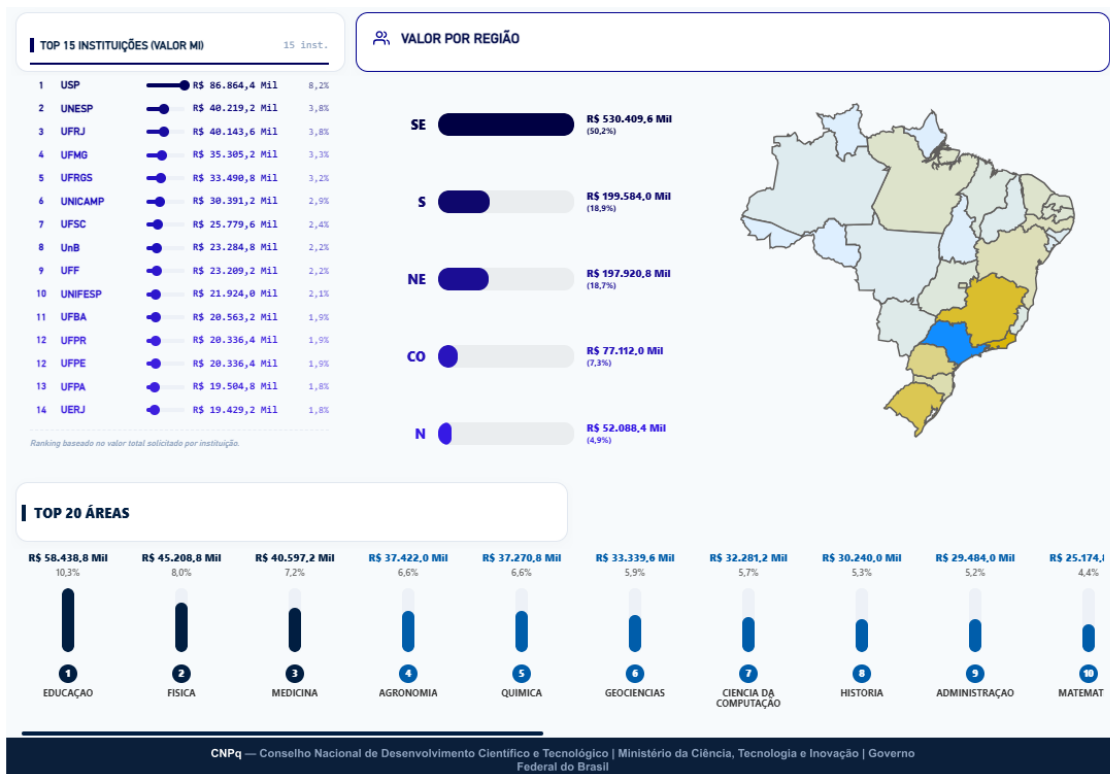 TOP 15 INSTITUIÇÕES (VALOR MI) 15 inst.
1 USP R$ 86.864,4 Mil 8,2%
2 UNESP R$ 40.219,2 Mil 3,8%
3 UFRJ R$ 40.143,6 Mil 3,8%
4 UFMG R$ 35.305,2 Mil 3,3%
5 UFRGS R$ 33.490,8 Mil 3,2%
6 UNICAMP R$ 30.391,2 Mil 2,9%
7 UFSC R$ 25.779,6 Mil 2,4%
8 UnB R$ 23.284,8 Mil 2,2%
9 UFF R$ 23.209,2 Mil 2,2%
10 UNIFESP R$ 21.924,0 Mil 2,1%
11 UFBA R$ 20.563,2 Mil 1,9%
12 UFPR R$ 20.336,4 Mil 1,9%
12 UFPE R$ 20.336,4 Mil 1,9%
13 UFPA R$ 19.504,8 Mil 1,8%
14 UERJ R$ 19.429,2 Mil 1,8%
Ranking baseado no valor total solicitado por instituição.
VALOR POR REGIÃO
SE R$ 530.409,6 Mil
(50,2%)
S R$ 199.584,0 Mil
(18,9%)
NE R$ 197.920,8 Mil
(18,7%)
CO R$ 77.112,0 Mil
(7,3%)
N R$ 52.088,4 Mil
(4,9%)
TOP 20 ÁREAS
R$ 58.438,8 Mil R$ 45.208,8 Mil R$ 40.597,2 Mil R$ 37.422,0 Mil R$ 37.270,8 Mil R$ 33.339,6 Mil R$ 32.281,2 Mil R$ 30.240,0 Mil R$ 29.484,0 Mil R$ 25.174,
10,3% 8,0% 7,2% 6,6% 6,6% 5,9% 5,7% 5,3% 5,2% 4,4%
1 2 3 4 5 6 7 8 9 10
EDUCAÇAO FISICA MEDICINA AGRONOMIA QUIMICA GEOCIENCIAS CIENCIA DA HISTORIA ADMINISTRAÇAO MATEMAT
COMPUTAÇÃO
CNPq — Conselho Nacional de Desenvolvimento Científico e Tecnológico | Ministério da Ciência, Tecnologia e Inovação | Governo
Federal do Brasil